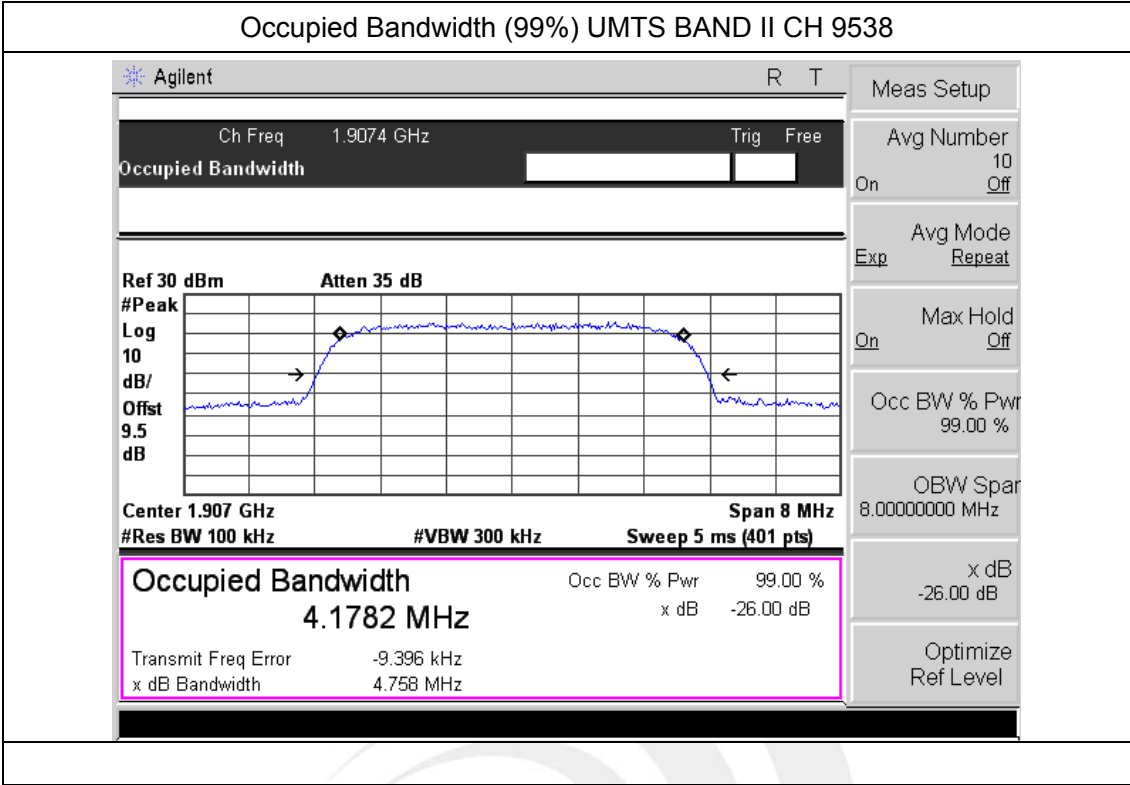 Occupied Bandwidth (99%) UMTS BAND II CH 9538
Agilent R T
Ch Freq 1.9074 GHz Trig Free
Occupied Bandwidth
Ref 30 dBm Atten 35 dB
#Peak
Log
10
dB/
Offst
9.5
dB
Center 1.907 GHz Span 8 MHz
#Res BW 100 kHz #VBW 300 kHz Sweep 5 ms (401 pts)
Occupied Bandwidth
4.1782 MHz
Occ BW % Pwr 99.00 %
x dB -26.00 dB
Transmit Freq Error -9.396 kHz
x dB Bandwidth 4.758 MHz
Meas Setup
Avg Number
10
On Off
Avg Mode
Exp Repeat
Max Hold
On Off
Occ BW % Pwr
99.00 %
OBW Span
8.00000000 MHz
x dB
-26.00 dB
Optimize
Ref Level